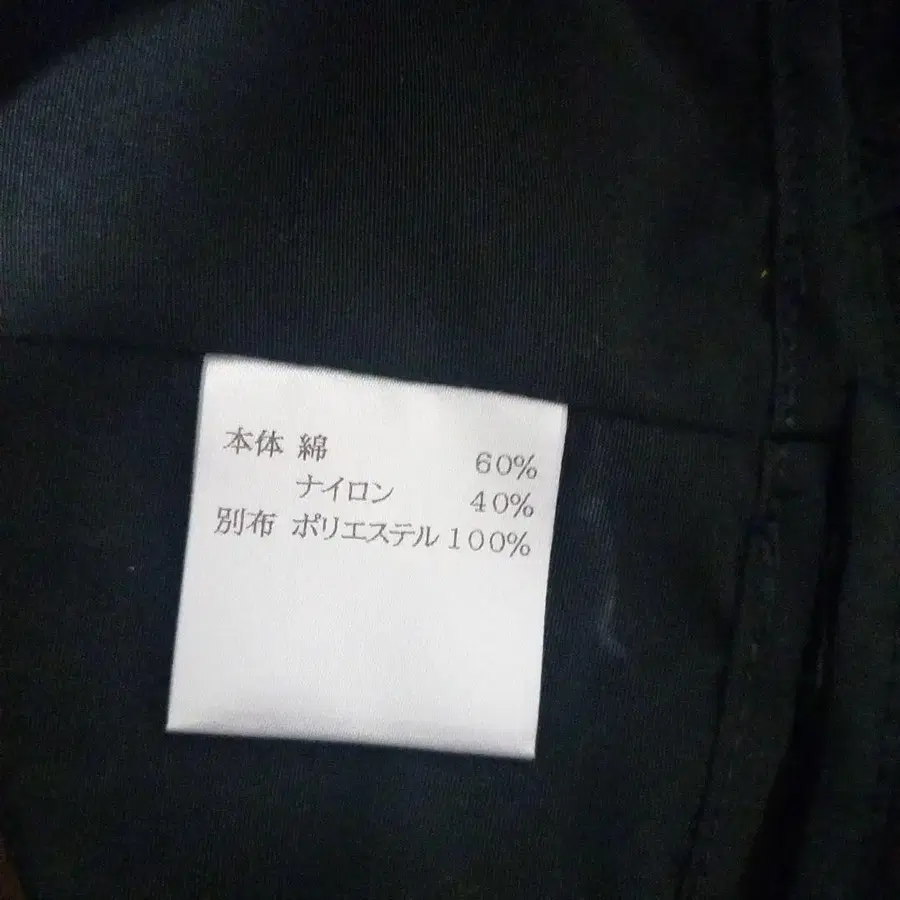 本体 綿 60%
ナイロン 40%
別布 ポリエステル 100%